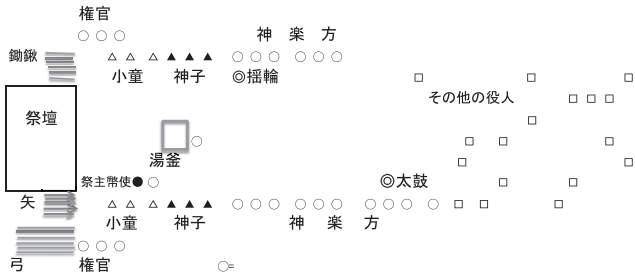 権官
神楽方
鋤鍬
小童 神子 ◎揺輪
その他の役人
祭壇
湯釜
祭主幣使●○
◎太鼓
矢
小童 神子 神楽方
弓 権官